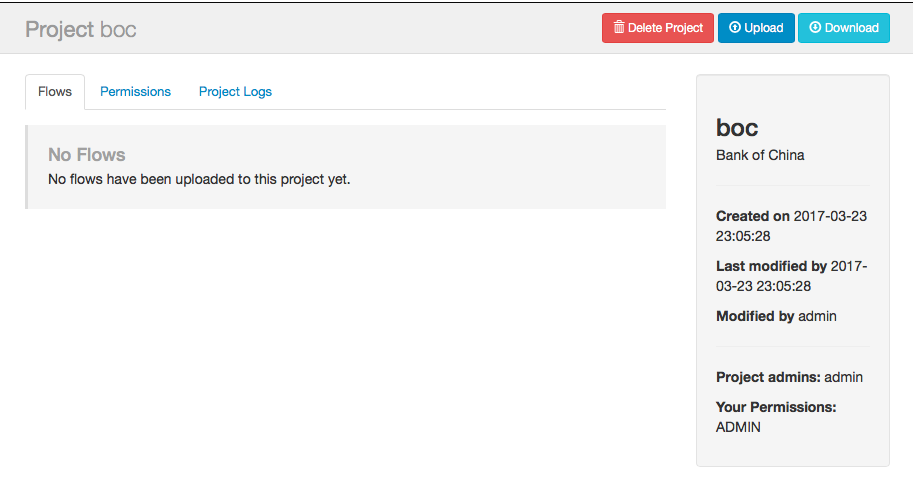 Project boc
Delete Project
Upload
Download
Flows
Permissions
Project Logs
No Flows
No flows have been uploaded to this project yet.
boc
Bank of China
Created on 2017-03-23
23:05:28
Last modified by 2017-
03-23 23:05:28
Modified by admin
Project admins: admin
Your Permissions:
ADMIN